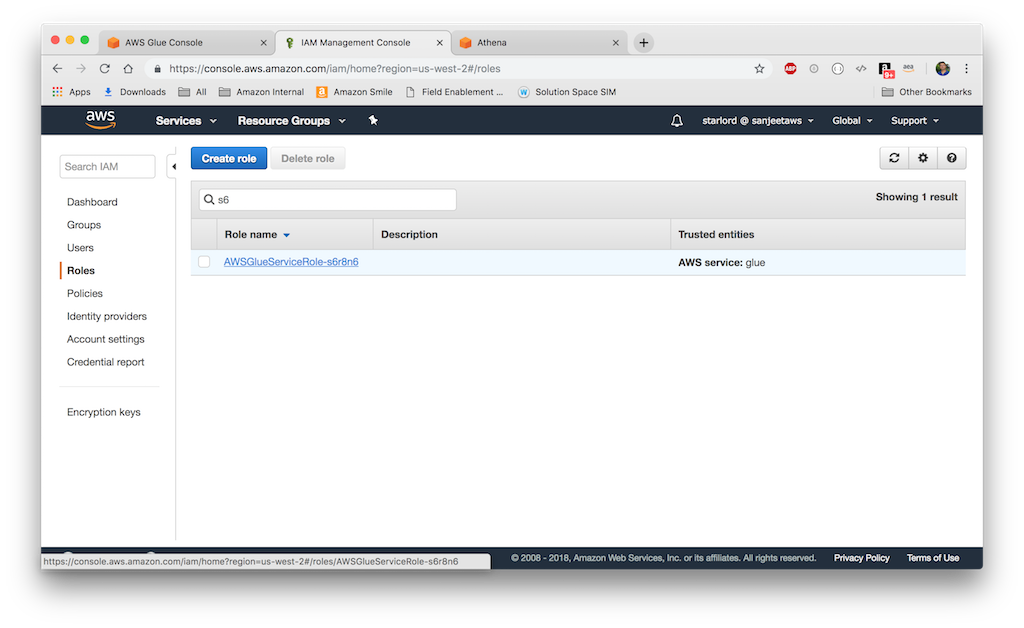 AWS Glue Console
IAM Management Console
Athena
https://console.aws.amazon.com/iam/home?region=us-west-2#/roles
ABP
a
9+
aea
Apps
Downloads
All
Amazon Internal
a
Amazon Smile
Field Enablement ...
W
Solution Space SIM
Other Bookmarks
aws
Services
Resource Groups
starlord @ sanjeetaws
Global
Support
Search IAM
Dashboard
Groups
Users
Roles
Policies
Identity providers
Account settings
Credential report
Encryption keys
Create role
Delete role
s6
Showing 1 result
Role name
Description
Trusted entities
AWSGlueServiceRole-s6r8n6
AWS service: glue
https://console.aws.amazon.com/iam/home?region=us-west-2#/roles/AWSGlueServiceRole-s6r8n6
© 2008 - 2018, Amazon Web Services, Inc. or its affiliates. All rights reserved.
Privacy Policy
Terms of Use